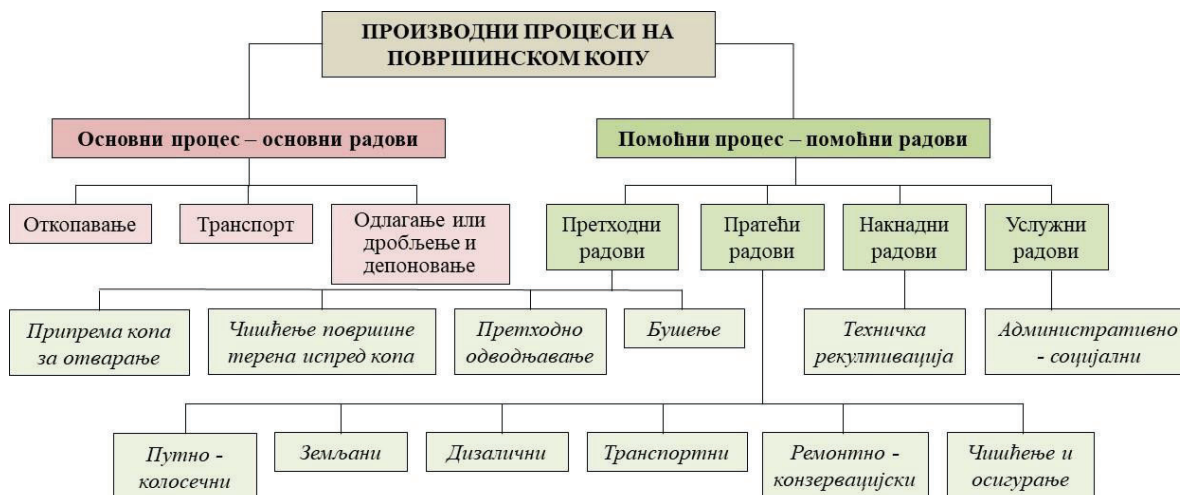 ПРОИЗВОДНИ ПРОЦЕСИ НА
ПОВРШИНСКОМ КОПУ
Основни процес – основни радови
Помоћни процес – помоћни радови
Откопавање
Транспорт
Одлагање или
дробљење и
депоновање
Претходни
радови
Пратећи
радови
Накнадни
радови
Услужни
радови
Припрема копа
за отварање
Чишћење површине
терена испред копа
Претходно
одводњавање
Бушење
Техничка
рекултивација
Административно
- социјални
Путно -
колосечни
Земљани
Дизалични
Транспортни
Ремонтно -
конзервацијски
Чишћење и
осигурање